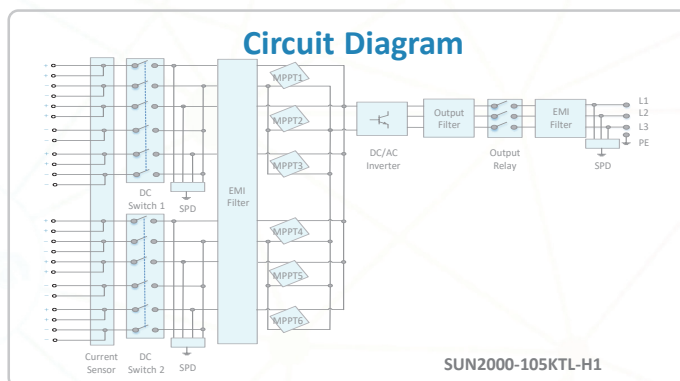 Circuit Diagram
MPPT1
MPPT2
MPPT3
MPPT4
MPPT5
MPPT6
EMI
Filter
DC
Switch 1
SPD
DC
Switch 2
SPD
Current
Sensor
DC/AC
Inverter
Output
Filter
Output
Relay
EMI
Filter
SPD
L1
L2
L3
PE
SUN2000-105KTL-H1